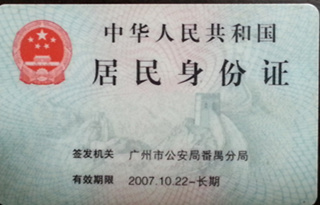 中华人民共和国
居民身份证
签发机关 广州市公安局番禺分局
有效期限 2007.10.22-长期